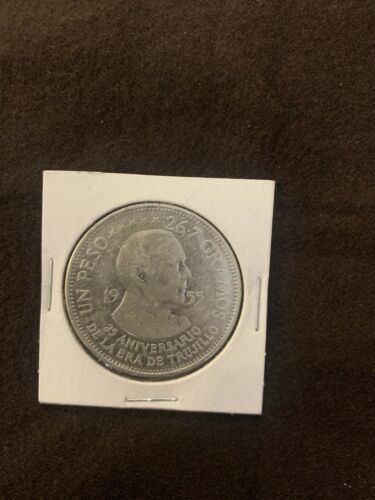 UN PESO ★★★★★ 26.7 GRAMOS
19 55
25 ANIVERSARIO
DE LA ERA DE TRUJILLO